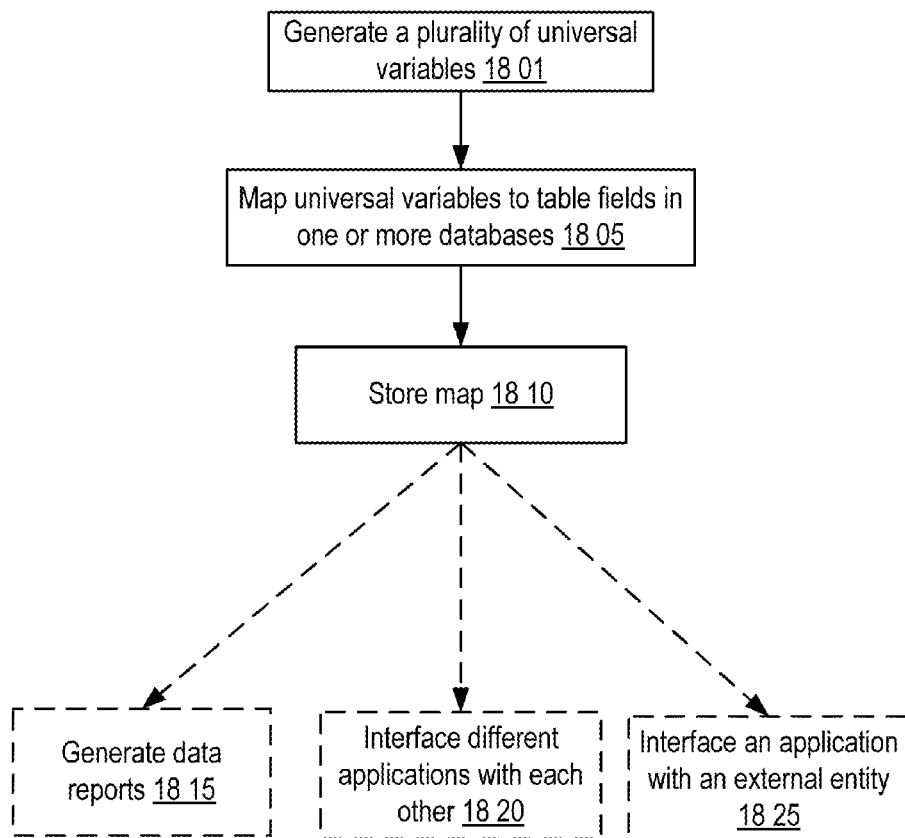 Generate a plurality of universal
variables 18 01
Map universal variables to table fields in
one or more databases 18 05
Store map 18 10
Generate data
reports 18 15
Interface different
applications with each
other 18 20
Interface an application
with an external entity
18 25